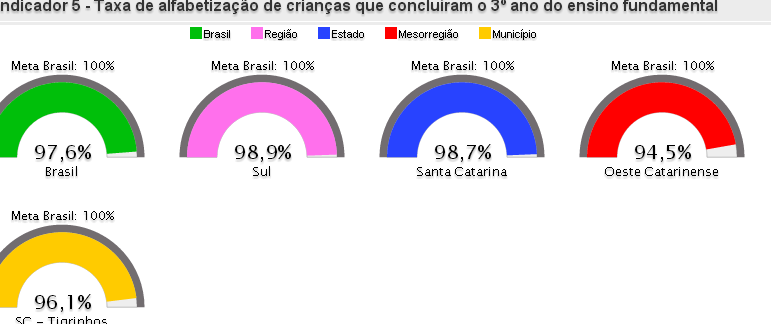 ndicador 5 - Taxa de alfabetização de crianças que concluíram o 3º ano do ensino fundamental
Brasil Região Estado Mesorregião Município
Meta Brasil: 100% Meta Brasil: 100% Meta Brasil: 100% Meta Brasil: 100%
97,6% 98,9% 98,7% 94,5%
Brasil Sul Santa Catarina Oeste Catarinense
Meta Brasil: 100%
96,1%
SC - Tigrinhos